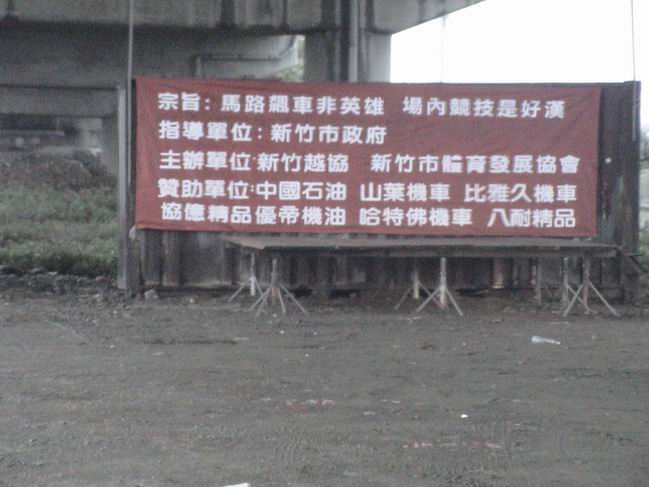 宗旨：馬路飆車非英雄 場內競技是好漢
指導單位：新竹市政府
主辦單位：新竹越協 新竹市體育發展協會
贊助單位：中國石油 山葉機車 比雅久機車
協億精品優帝機油 哈特佛機車 八耐精品